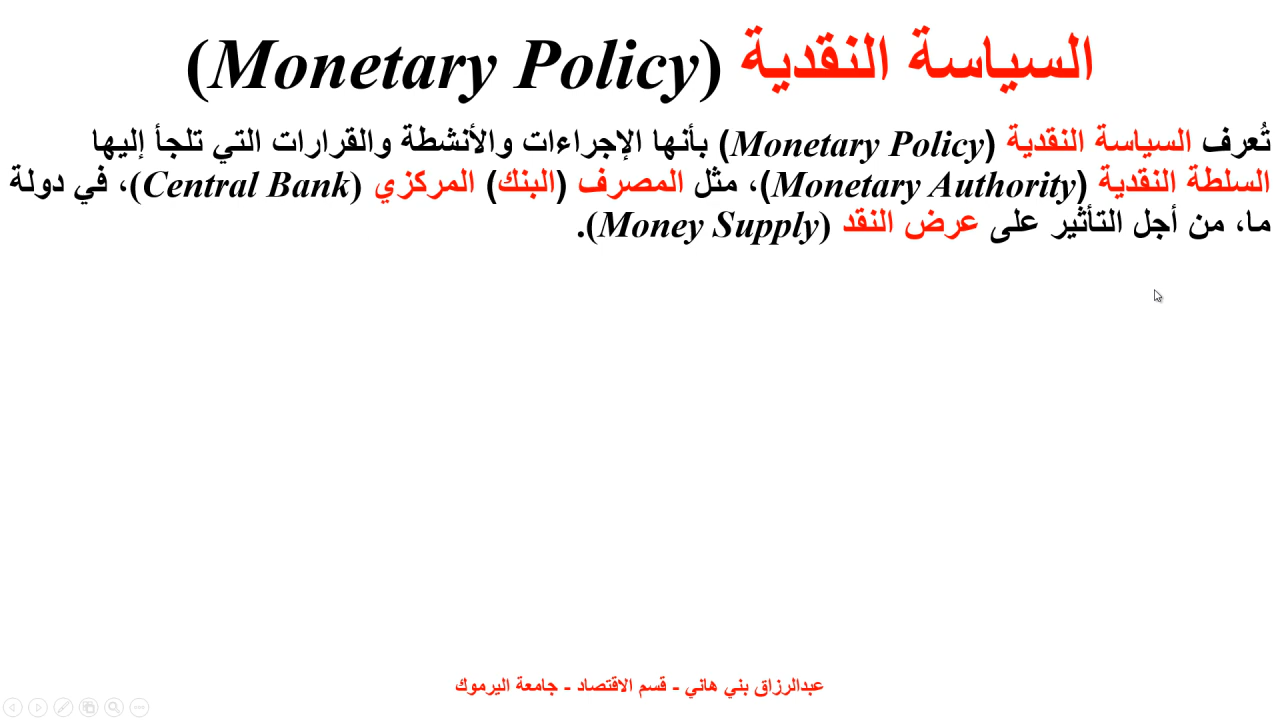 السياسة النقدية (Monetary Policy)
تُعرف السياسة النقدية (Monetary Policy) بأنها الإجراءات والأنشطة والقرارات التي تلجأ إليها
السلطة النقدية (Monetary Authority)، مثل المصرف (البنك) المركزي (Central Bank)، في دولة
ما، من أجل التأثير على عرض النقد (Money Supply).
عبدالرزاق بني هاني - قسم الاقتصاد - جامعة اليرموك